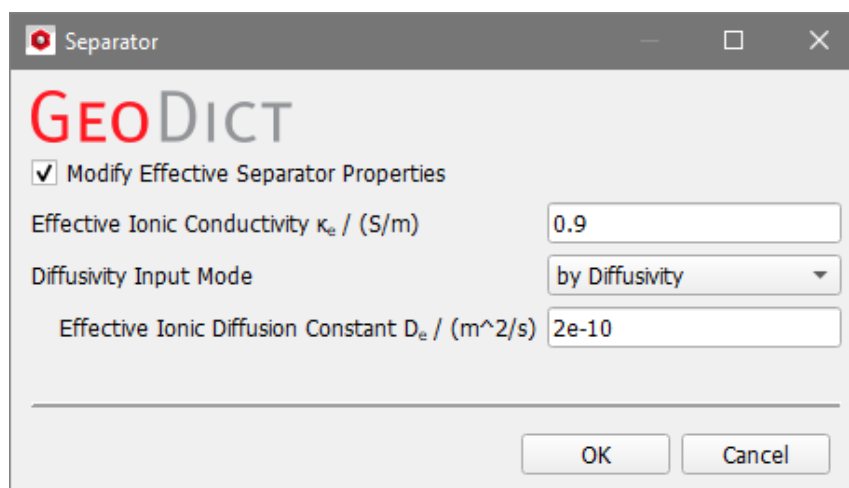 Separator
GEODICT
Modify Effective Separator Properties
Effective Ionic Conductivity κₑ / (S/m) 0.9
Diffusivity Input Mode by Diffusivity
Effective Ionic Diffusion Constant Dₑ / (m^2/s) 2e-10
OK Cancel